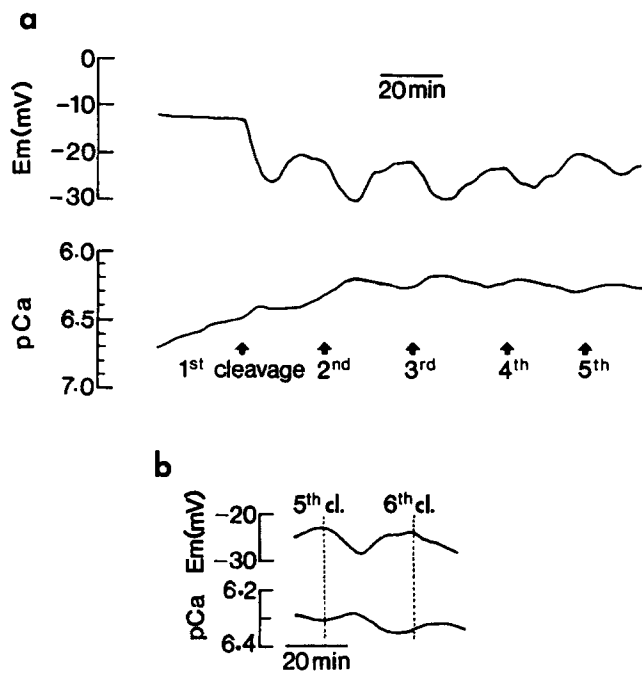 a
0
-10
-20
-30
Em(mV)
20min
6.0
6.5
7.0
pCa
1st cleavage 2nd 3rd 4th 5th
b
5th cl. 6th cl.
-20
-30
Em(mV)
6.2
6.4
pCa
20min